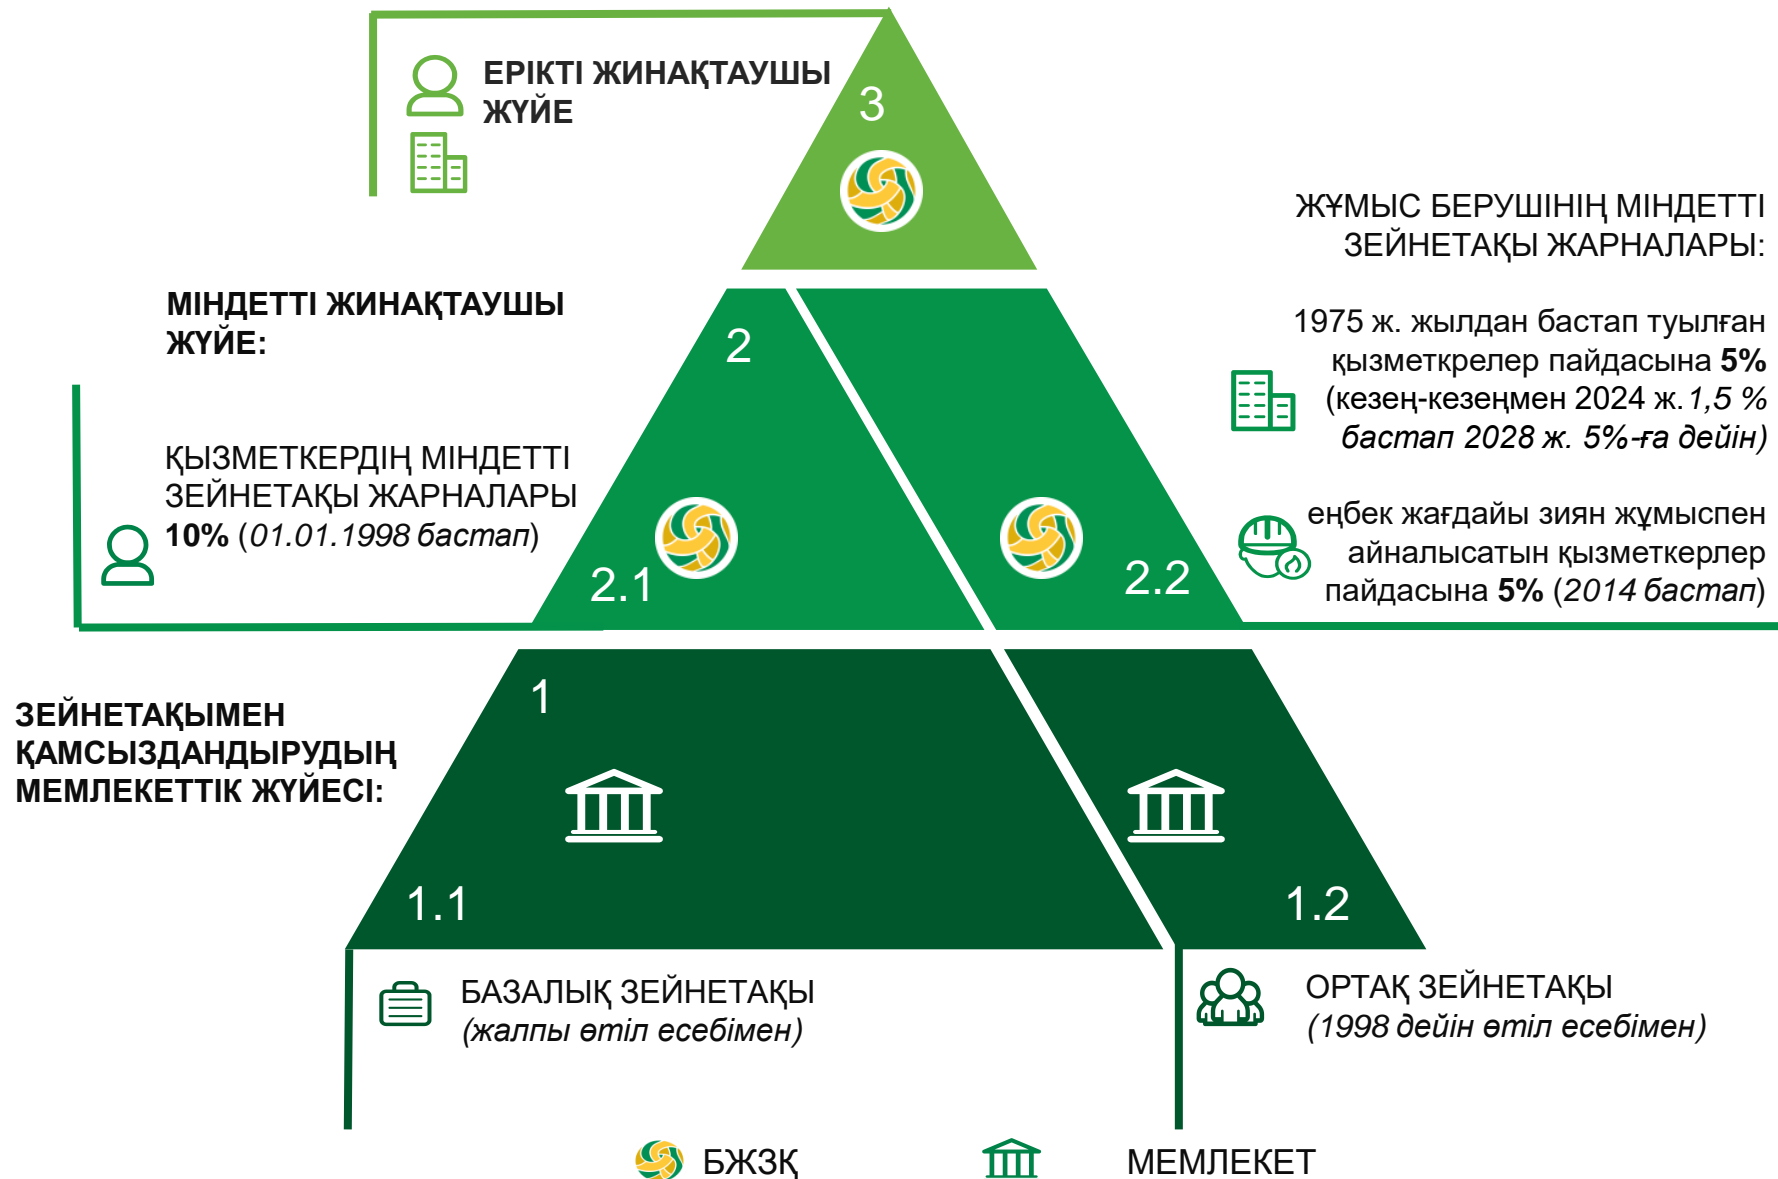 ЕРІКТІ ЖИНАҚТАУШЫ
ЖҮЙЕ
3
ЖҰМЫС БЕРУШІНІҢ МІНДЕТТІ
ЗЕЙНЕТАҚЫ ЖАРНАЛАРЫ:
1975 ж. жылдан бастап туылған
қызметкрелер пайдасына 5%
(кезең-кезеңмен 2024 ж. 1,5 %
бастап 2028 ж. 5%-ға дейін)
еңбек жағдайы зиян жұмыспен
айналысатын қызметкерлер
пайдасына 5% (2014 бастап)
МІНДЕТТІ ЖИНАҚТАУШЫ
ЖҮЙЕ:
2
ҚЫЗМЕТКЕРДІҢ МІНДЕТТІ
ЗЕЙНЕТАҚЫ ЖАРНАЛАРЫ
10% (01.01.1998 бастап)
2.1
2.2
ЗЕЙНЕТАҚЫМЕН
ҚАМСЫЗДАНДЫРУДЫҢ
МЕМЛЕКЕТТІК ЖҮЙЕСІ:
1
1.1
1.2
БАЗАЛЫҚ ЗЕЙНЕТАҚЫ
(жалпы өтіл есебімен)
ОРТАҚ ЗЕЙНЕТАҚЫ
(1998 дейін өтіл есебімен)
БЖЗҚ
МЕМЛЕКЕТ